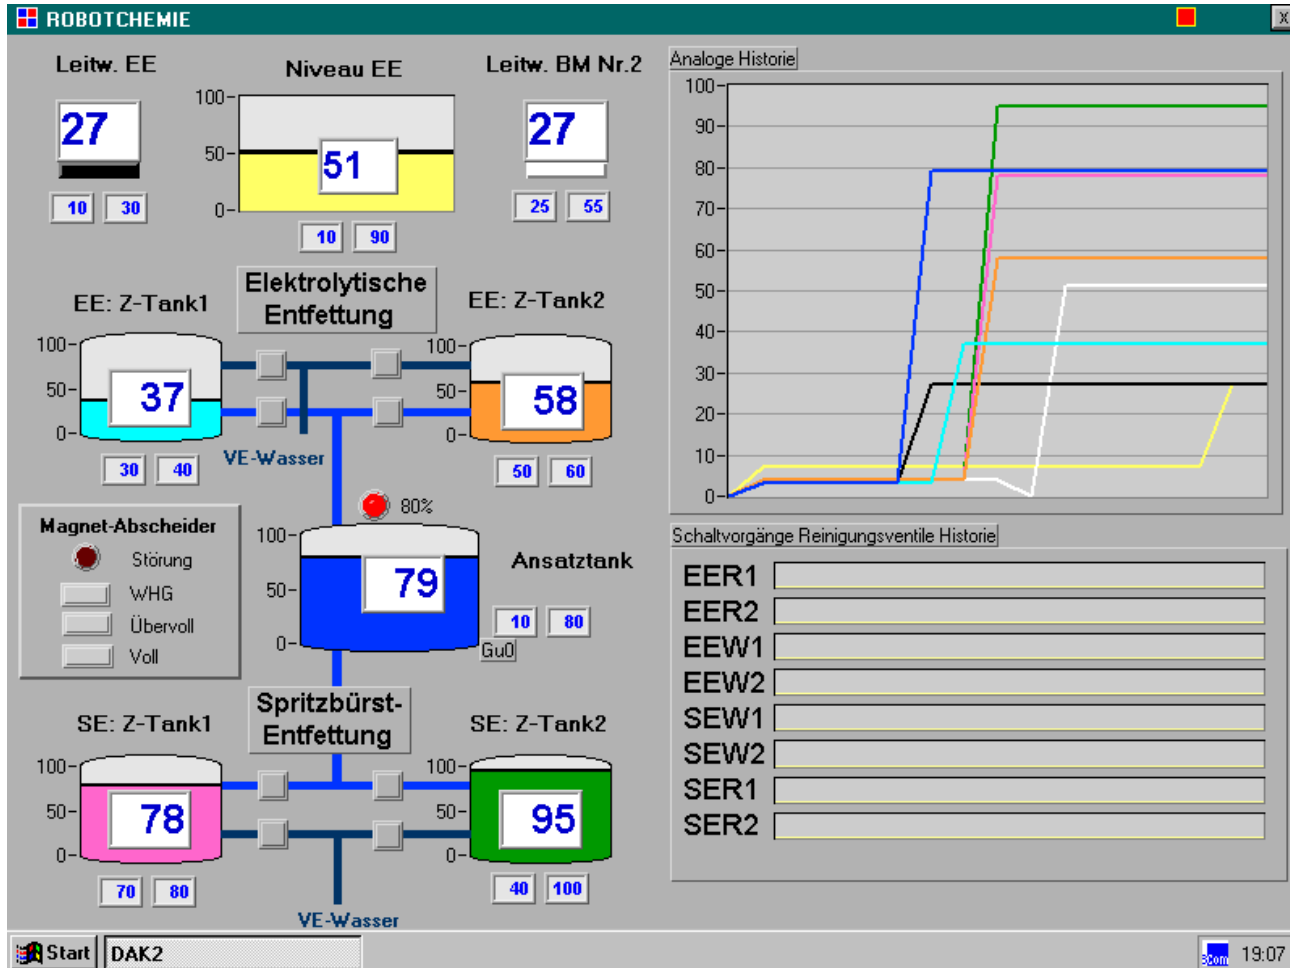 ROBOTCHEMIE
X
Leitw. EE
Niveau EE
Leitw. BM Nr.2
27
100
50
0
51
27
10 30
10 90
25 55
Elektrolytische
Entfettung
EE: Z-Tank1
EE: Z-Tank2
100
50
0
37
100
50
0
58
30 40
VE-Wasser
50 60
Magnet-Abscheider
Störung
WHG
Übervoll
Voll
80%
100
50
0
79
Ansatztank
10 80
Gu0
Spritzbürst-
Entfettung
SE: Z-Tank1
SE: Z-Tank2
100
50
0
78
100
50
0
95
70 80
40 100
VE-Wasser
Analoge Historie
100
90
80
70
60
50
40
30
20
10
0
Schaltvorgänge Reinigungsventile Historie
EER1
EER2
EEW1
EEW2
SEW1
SEW2
SER1
SER2
Start
DAK2
3Com
19:07